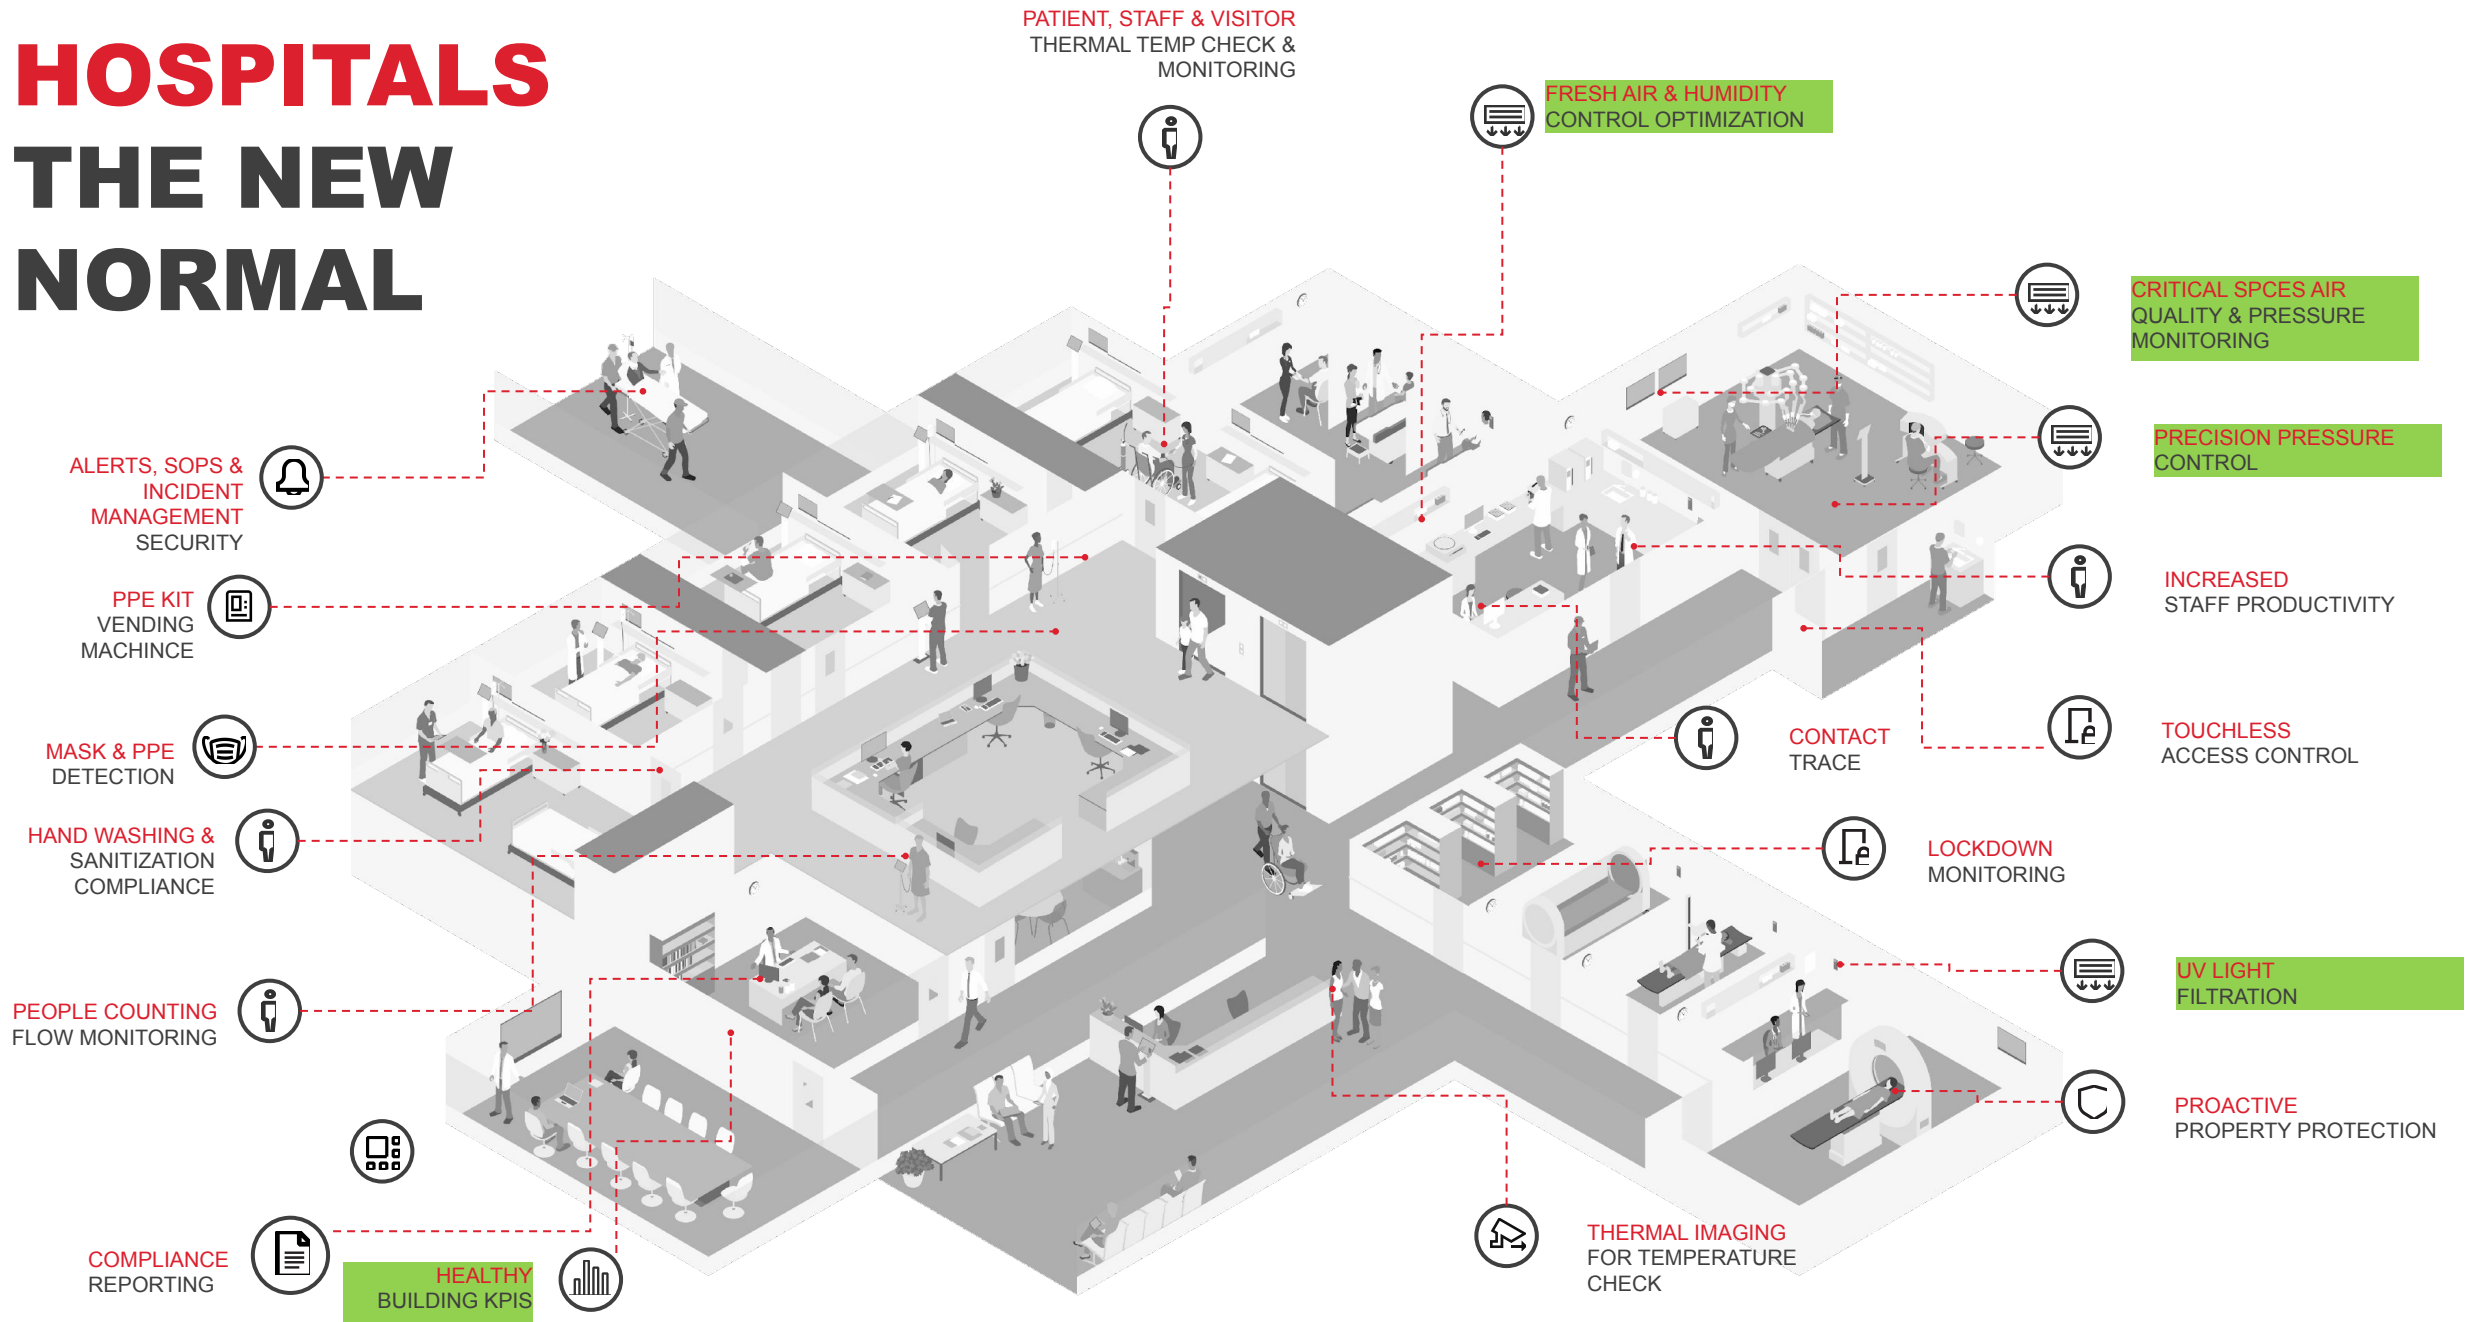 HOSPITALS
THE NEW
NORMAL
PATIENT, STAFF & VISITOR
THERMAL TEMP CHECK &
MONITORING
FRESH AIR & HUMIDITY
CONTROL OPTIMIZATION
CRITICAL SPCES AIR
QUALITY & PRESSURE
MONITORING
PRECISION PRESSURE
CONTROL
INCREASED
STAFF PRODUCTIVITY
TOUCHLESS
ACCESS CONTROL
CONTACT
TRACE
LOCKDOWN
MONITORING
UV LIGHT
FILTRATION
PROACTIVE
PROPERTY PROTECTION
THERMAL IMAGING
FOR TEMPERATURE
CHECK
ALERTS, SOPS &
INCIDENT
MANAGEMENT
SECURITY
PPE KIT
VENDING
MACHINCE
MASK & PPE
DETECTION
HAND WASHING &
SANITIZATION
COMPLIANCE
PEOPLE COUNTING
FLOW MONITORING
COMPLIANCE
REPORTING
HEALTHY
BUILDING KPIS